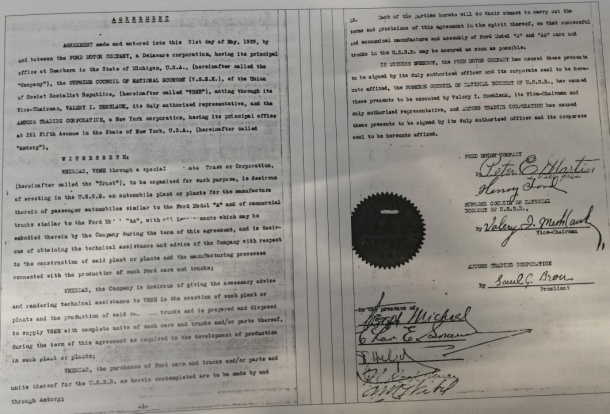 AGREEMENT
AGREEMENT made and entered into this 31st day of May, 1929, by
and between the FORD MOTOR COMPANY, a Delaware corporation, having its principal
office at Dearborn in the State of Michigan, U.S.A., (hereinafter called the
"Company"), the SUPREME COUNCIL OF NATIONAL ECONOMY (V.S.N.H.), of the Union
of Soviet Socialist Republics, (hereinafter called "VSNH"), acting through its
Vice-Chairman, VALERY I. MESHLAUK, its duly authorized representative, and the
AMTORG TRADING CORPORATION, a New York corporation, having its principal office
at 261 Fifth Avenue in the State of New York, U.S.A., (hereinafter called
"Amtorg"),
WITNESSETH:
WHEREAS, VSNH through a special Trust or Corporation,
(hereinafter called the "Trust"), to be organized for such purpose, is desirous
of erecting in the U.S.S.R. an automobile plant or plants for the manufacture
therein of passenger automobiles similar to the Ford Model "A" and of commercial
trucks similar to the Ford "AA", with all which may be
embodied therein by the Company during the term of this agreement, and is desir-
ous of obtaining the technical assistance and advice of the Company with respect
to the construction of said plant or plants and the manufacturing processes
connected with the production of such Ford cars and trucks;
WHEREAS, the Company is desirous of giving the necessary advice
and rendering technical assistance to VSNH in the erection of such plant or
plants and the production of said trucks and is prepared and disposed
to supply VSNH with complete units of such cars and trucks and/or parts thereof,
during the term of this agreement as required in the development of production
in such plant or plants;
WHEREAS, the purchases of Ford cars and trucks and/or parts and
units thereof for the U.S.S.R. as herein contemplated are to be made by and
through Amtorg;
-1-
Each of the parties hereto will do their utmost to carry out the
terms and provisions of this agreement in the spirit thereof, so that successful
and economical manufacture and assembly of Ford Model "A" and "AA" cars and
trucks in the U.S.S.R. may be assured as soon as possible.
IN WITNESS WHEREOF, the FORD MOTOR COMPANY has caused these presents
to be signed by its duly authorized officer and its corporate seal to be here-
unto affixed, the SUPREME COUNCIL OF NATIONAL ECONOMY OF U.S.S.R., has caused
these presents to be executed by Valery I. Meshlauk, its Vice-Chairman and
duly authorized representative, and AMTORG TRADING CORPORATION has caused
these presents to be signed by its duly authorized officer and its corporate
seal to be hereunto affixed.
FORD MOTOR COMPANY
Peter E Martin
Henry Ford
SUPREME COUNCIL OF NATIONAL
ECONOMY OF U.S.S.R.,
By Valery I. Meshlauk
Vice-Chairman
AMTORG TRADING CORPORATION
By Saul G. Bron
President
In the presence of
Joseph Michael
Chas E Sorensen